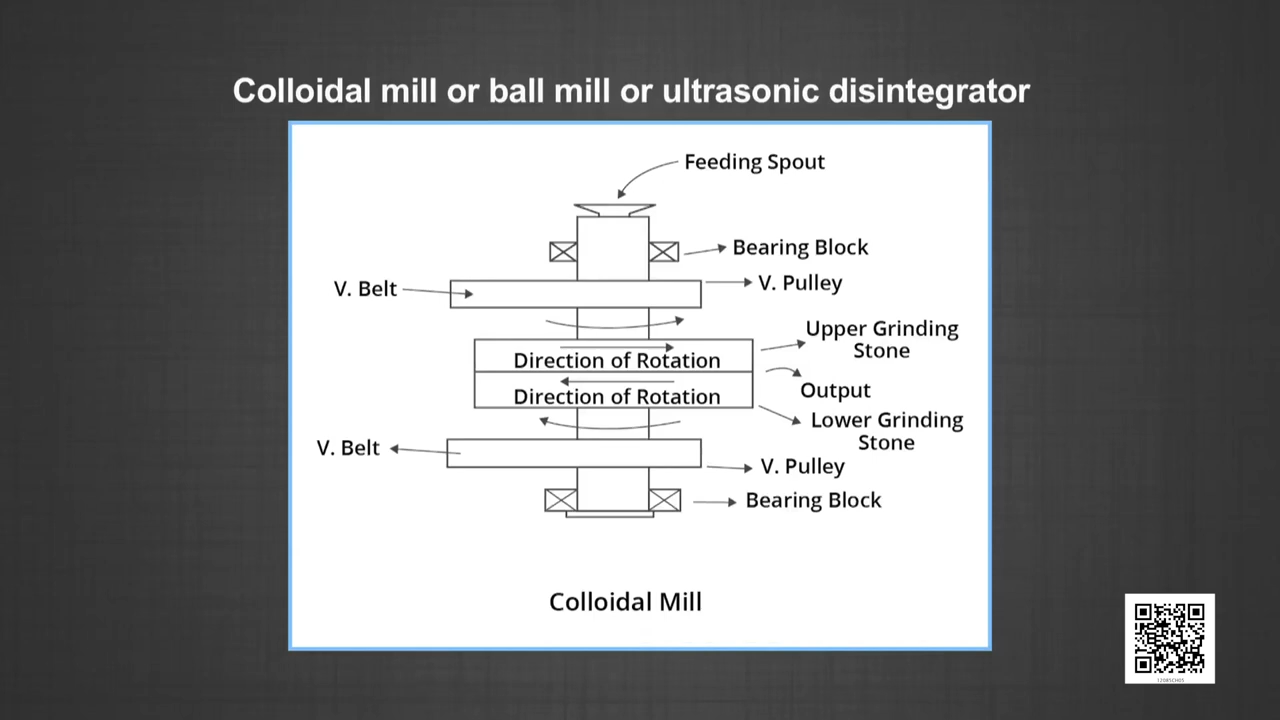 Colloidal mill or ball mill or ultrasonic disintegrator
Feeding Spout
Bearing Block
V. Belt
V. Pulley
Upper Grinding
Stone
Direction of Rotation
Direction of Rotation
Output
Lower Grinding
Stone
V. Belt
V. Pulley
Bearing Block
Colloidal Mill